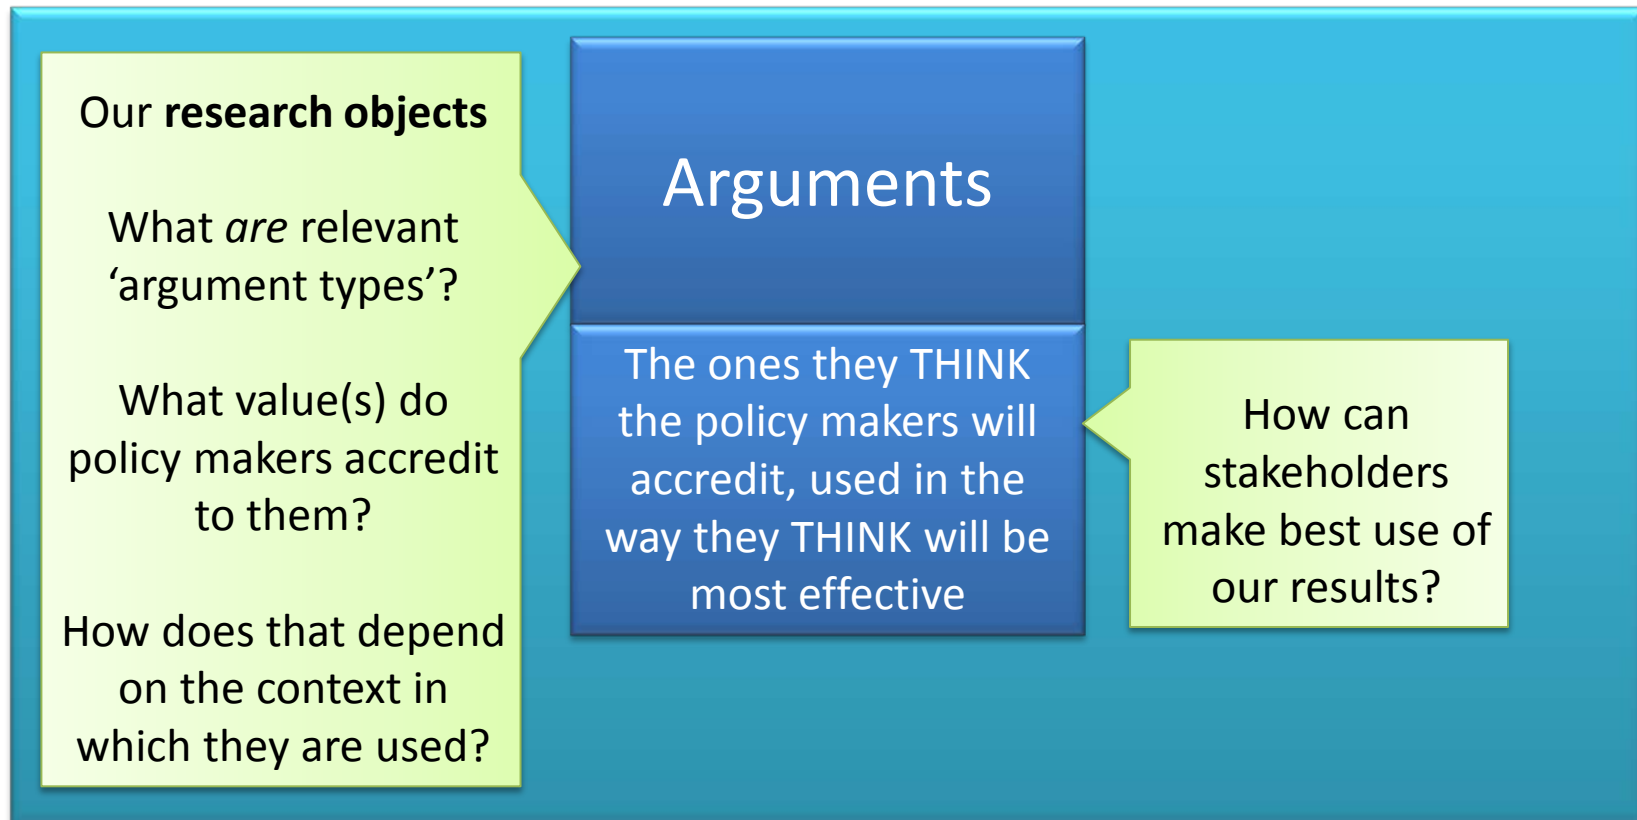 Our research objects
What are relevant
‘argument types’?
What value(s) do
policy makers accredit
to them?
How does that depend
on the context in
which they are used?
Arguments
The ones they THINK
the policy makers will
accredit, used in the
way they THINK will be
most effective
How can
stakeholders
make best use of
our results?